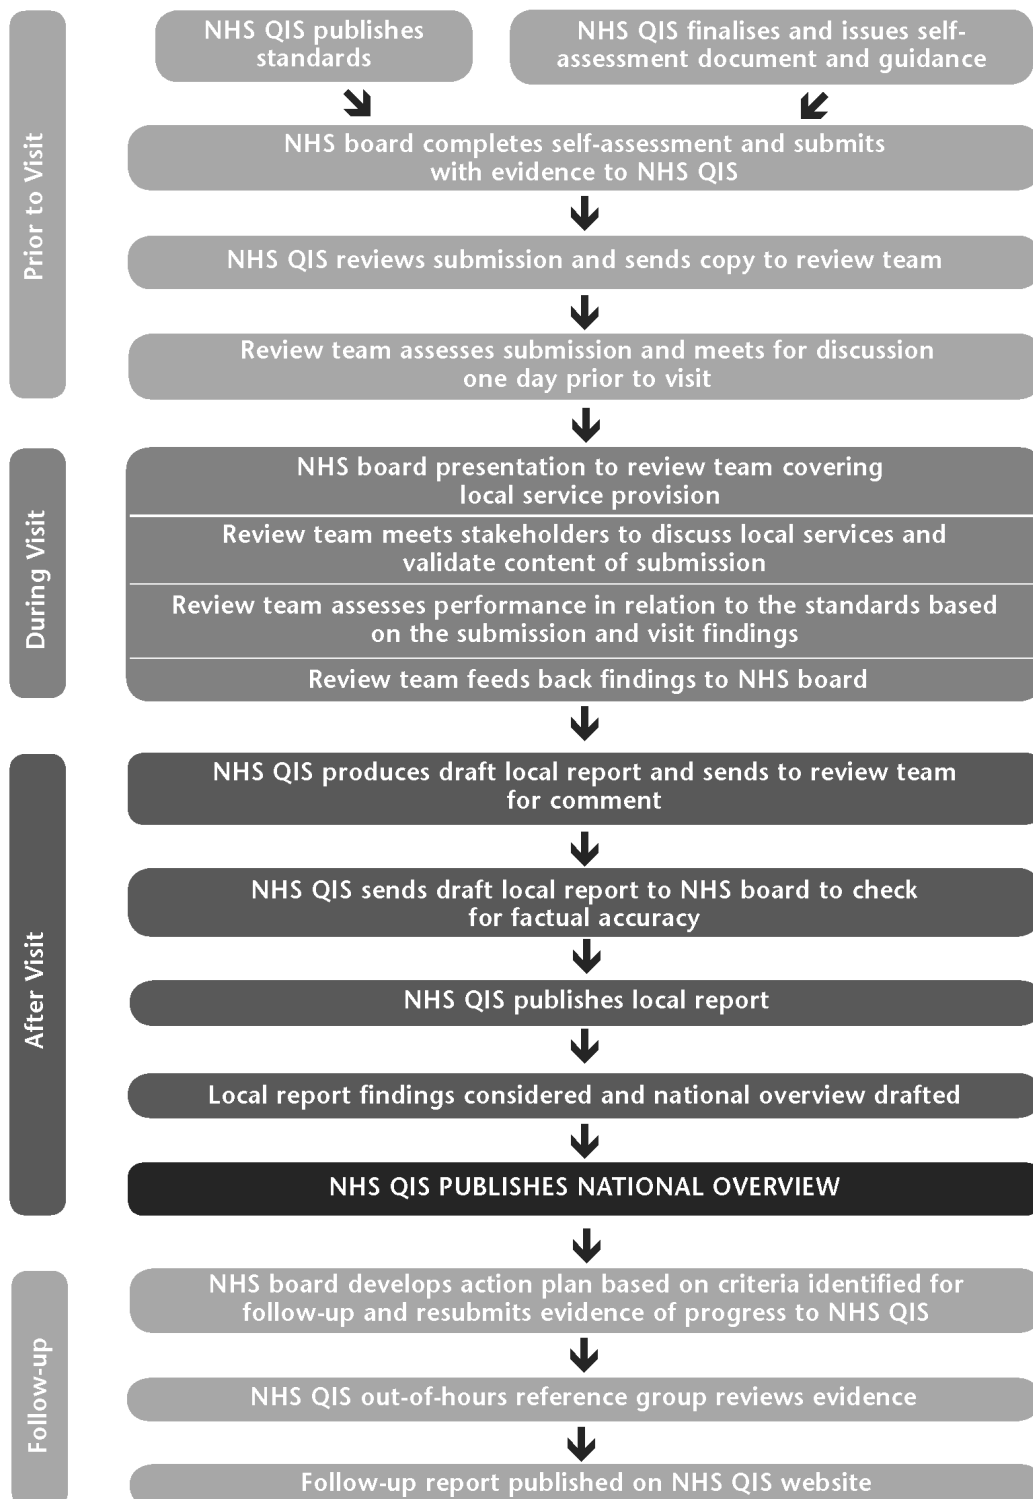 Prior to Visit
NHS QIS publishes
standards
NHS QIS finalises and issues self-
assessment document and guidance
NHS board completes self-assessment and submits
with evidence to NHS QIS
NHS QIS reviews submission and sends copy to review team
Review team assesses submission and meets for discussion
one day prior to visit
During Visit
NHS board presentation to review team covering
local service provision
Review team meets stakeholders to discuss local services and
validate content of submission
Review team assesses performance in relation to the standards based
on the submission and visit findings
Review team feeds back findings to NHS board
After Visit
NHS QIS produces draft local report and sends to review team
for comment
NHS QIS sends draft local report to NHS board to check
for factual accuracy
NHS QIS publishes local report
Local report findings considered and national overview drafted
NHS QIS PUBLISHES NATIONAL OVERVIEW
Follow-up
NHS board develops action plan based on criteria identified for
follow-up and resubmits evidence of progress to NHS QIS
NHS QIS out-of-hours reference group reviews evidence
Follow-up report published on NHS QIS website